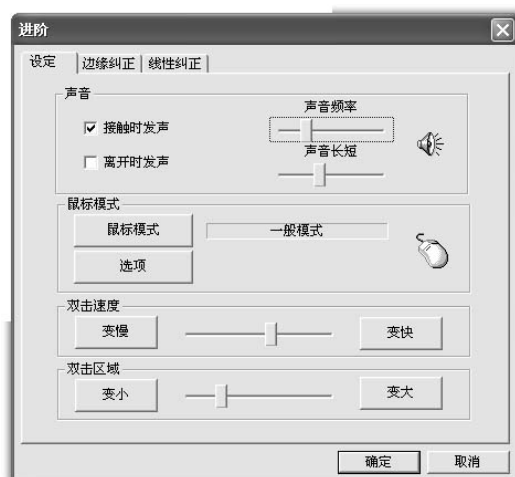 进阶
设定 边缘纠正 线性纠正
声音
声音频率
接触时发声
声音长短
离开时发声
鼠标模式
鼠标模式 一般模式
选项
双击速度
变慢 变快
双击区域
变小 变大
确定 取消